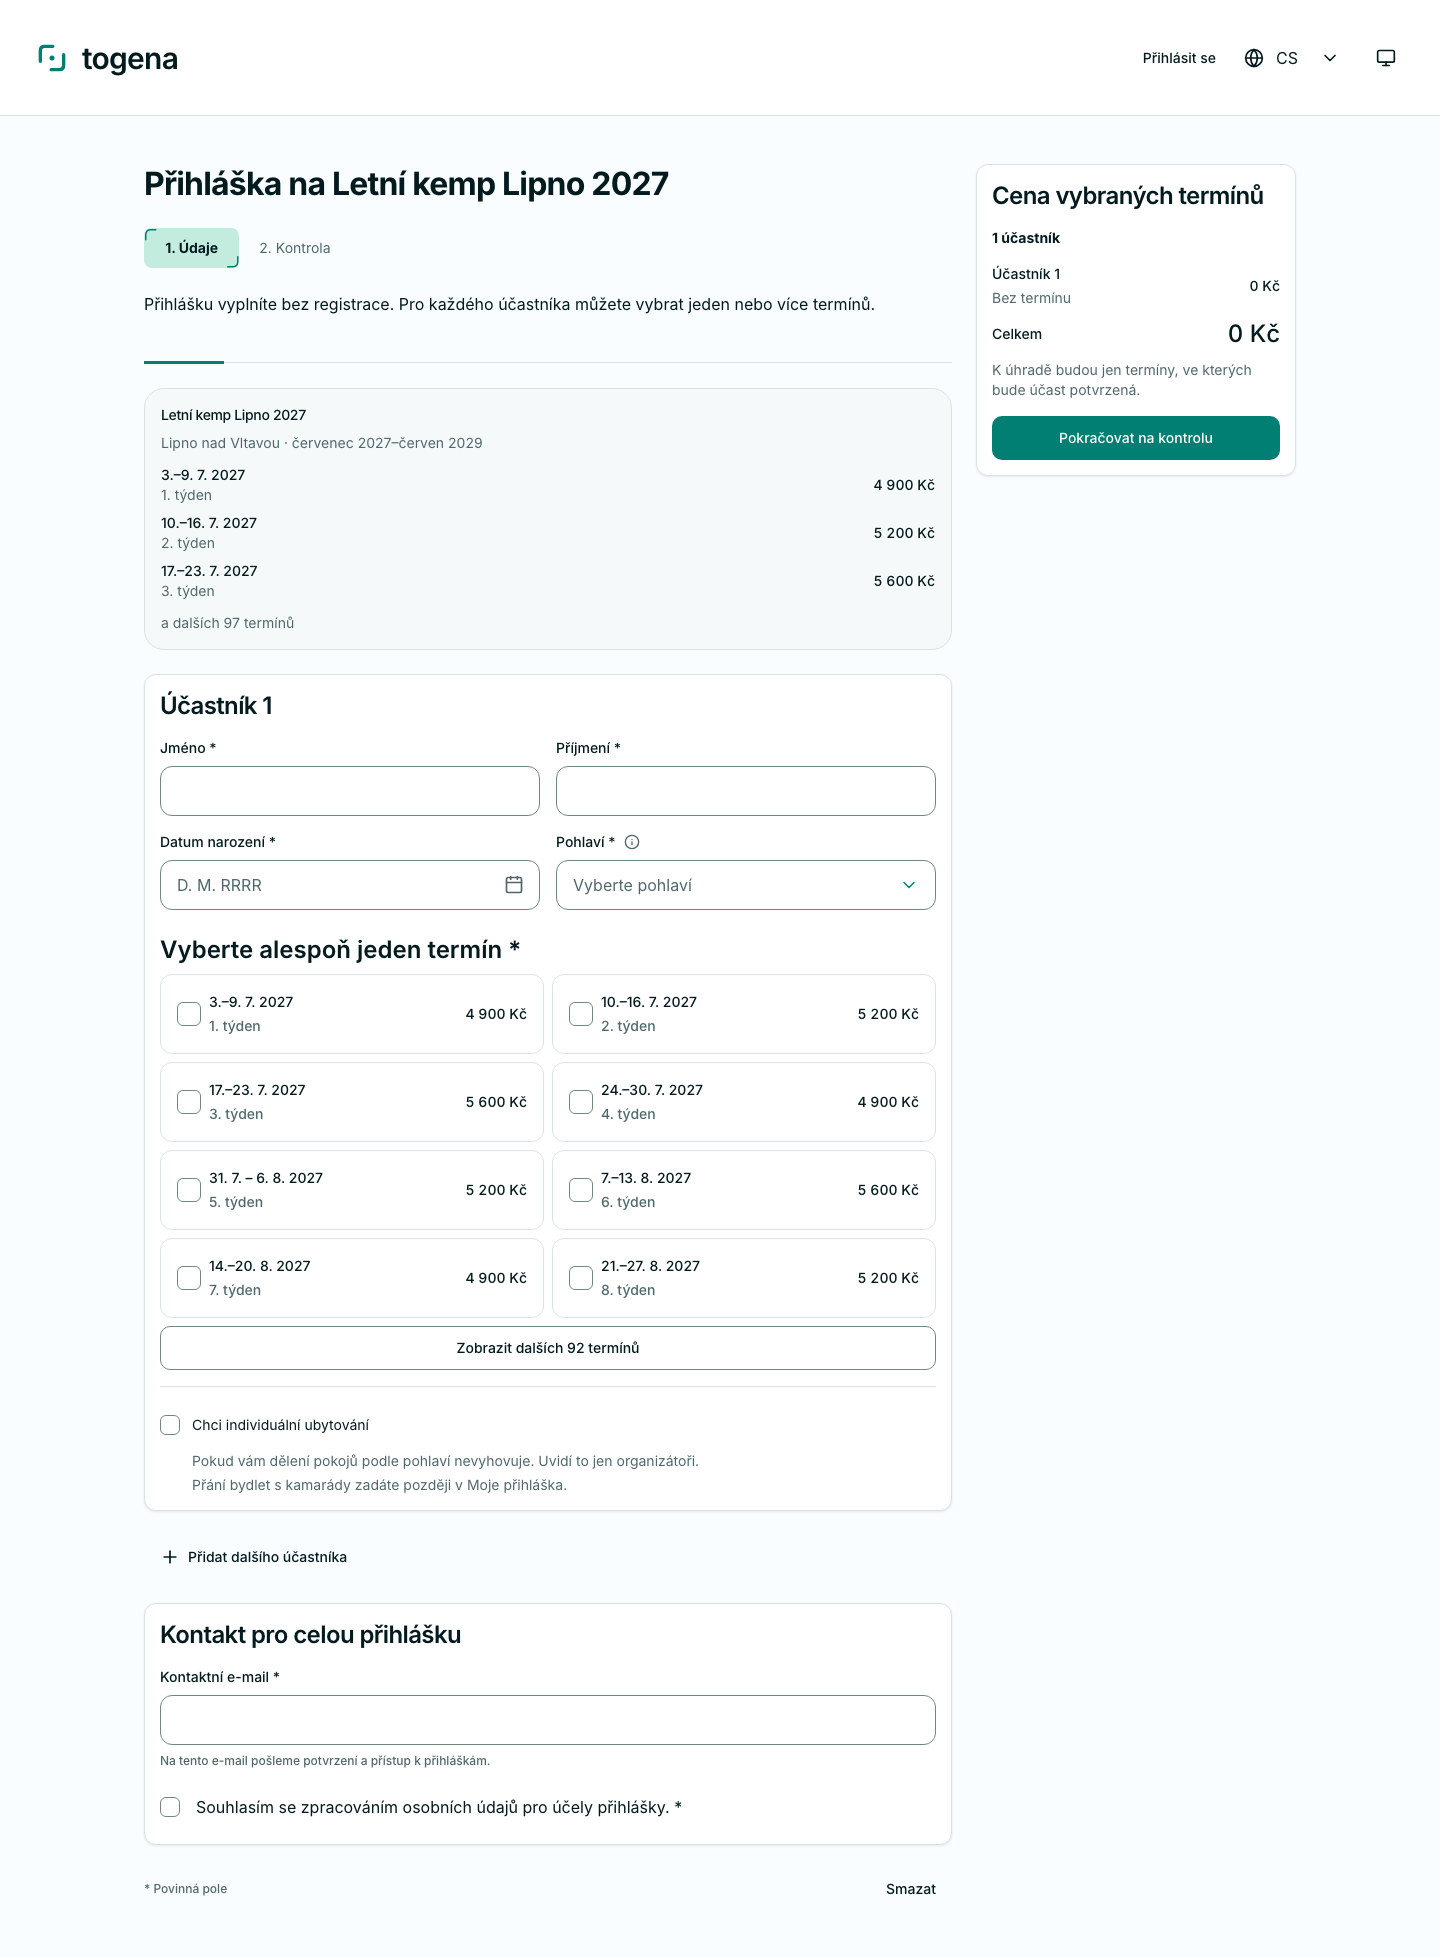 togena
Přihlásit se
CS
Přihláška na Letní kemp Lipno 2027
1. Údaje
2. Kontrola
Přihlášku vyplníte bez registrace. Pro každého účastníka můžete vybrat jeden nebo více termínů.
Letní kemp Lipno 2027
Lipno nad Vltavou · červenec 2027–červen 2029
3.–9. 7. 2027
1. týden
4 900 Kč
10.–16. 7. 2027
2. týden
5 200 Kč
17.–23. 7. 2027
3. týden
5 600 Kč
a dalších 97 termínů
Účastník 1
Jméno *
Příjmení *
Datum narození *
Pohlaví *
D. M. RRRR
Vyberte pohlaví
Vyberte alespoň jeden termín *
3.–9. 7. 2027
1. týden
4 900 Kč
10.–16. 7. 2027
2. týden
5 200 Kč
17.–23. 7. 2027
3. týden
5 600 Kč
24.–30. 7. 2027
4. týden
4 900 Kč
31. 7. – 6. 8. 2027
5. týden
5 200 Kč
7.–13. 8. 2027
6. týden
5 600 Kč
14.–20. 8. 2027
7. týden
4 900 Kč
21.–27. 8. 2027
8. týden
5 200 Kč
Zobrazit dalších 92 termínů
Chci individuální ubytování
Pokud vám dělení pokojů podle pohlaví nevyhovuje. Uvidí to jen organizátoři.
Přání bydlet s kamarády zadáte později v Moje přihláška.
Přidat dalšího účastníka
Kontakt pro celou přihlášku
Kontaktní e-mail *
Na tento e-mail pošleme potvrzení a přístup k přihláškám.
Souhlasím se zpracováním osobních údajů pro účely přihlášky. *
* Povinná pole
Smazat
Cena vybraných termínů
1 účastník
Účastník 1
Bez termínu
0 Kč
Celkem
0 Kč
K úhradě budou jen termíny, ve kterých
bude účast potvrzená.
Pokračovat na kontrolu